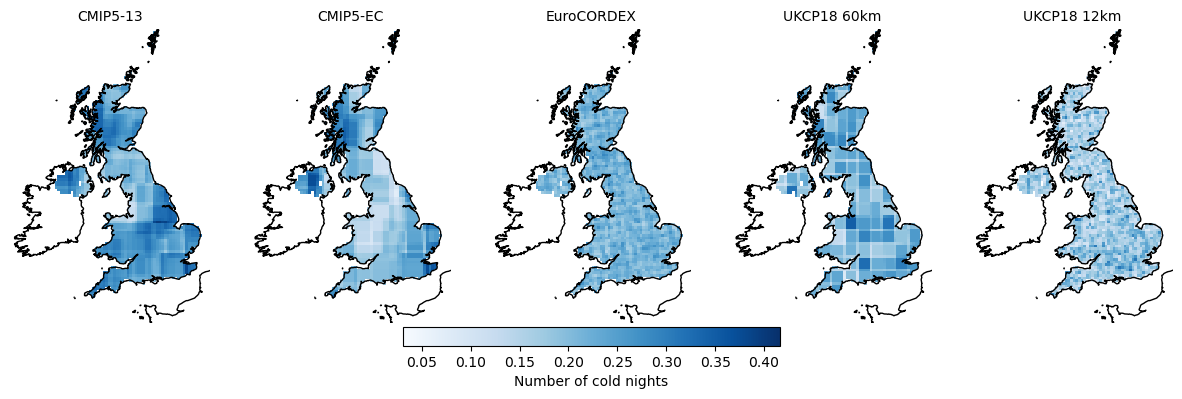 CMIP5-13
CMIP5-EC
EuroCORDEX
UKCP18 60km
UKCP18 12km
0.05 0.10 0.15 0.20 0.25 0.30 0.35 0.40
Number of cold nights